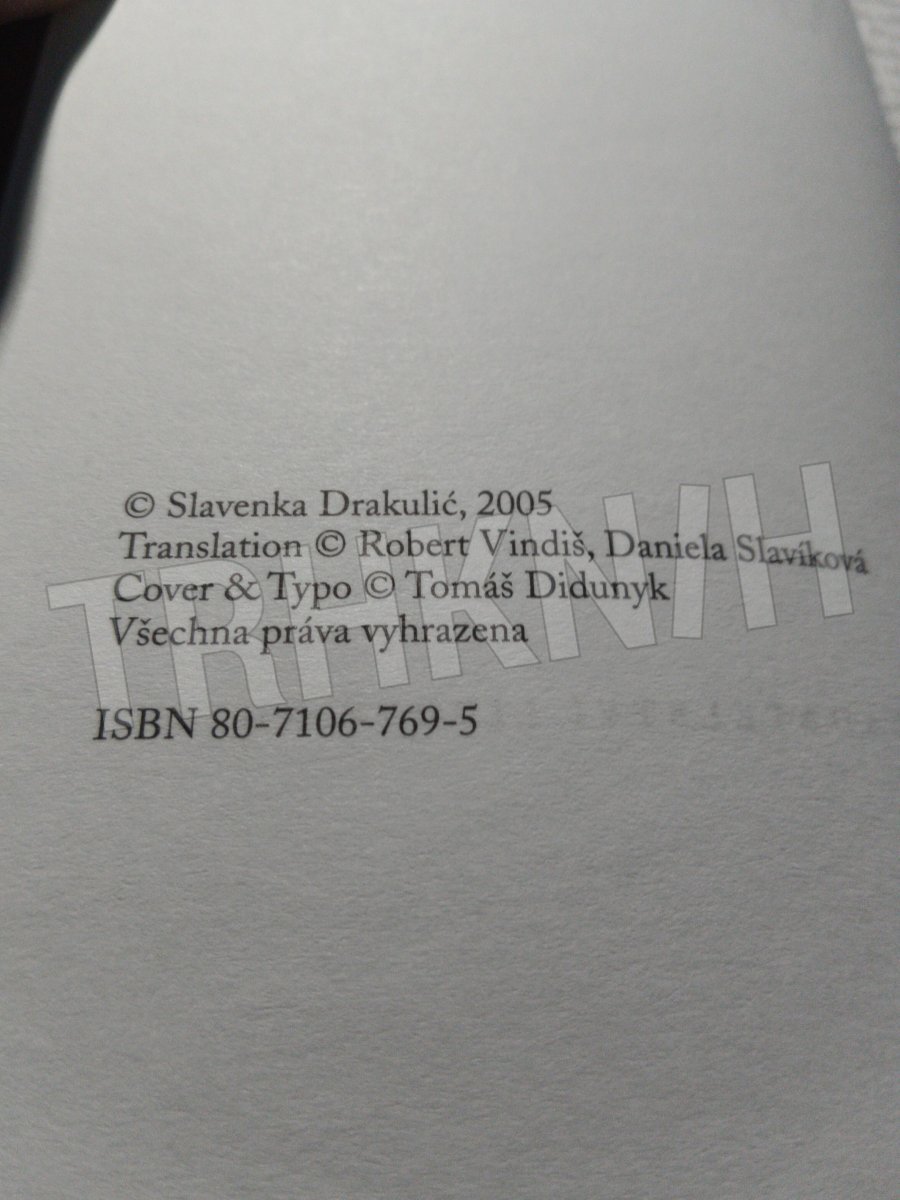 © Slavenka Drakulić, 2005
Translation © Robert Vindiš, Daniela Slavíková
Cover & Typo © Tomáš Didunyk
Všechna práva vyhrazena
ISBN 80-7106-769-5
TRHKNIH